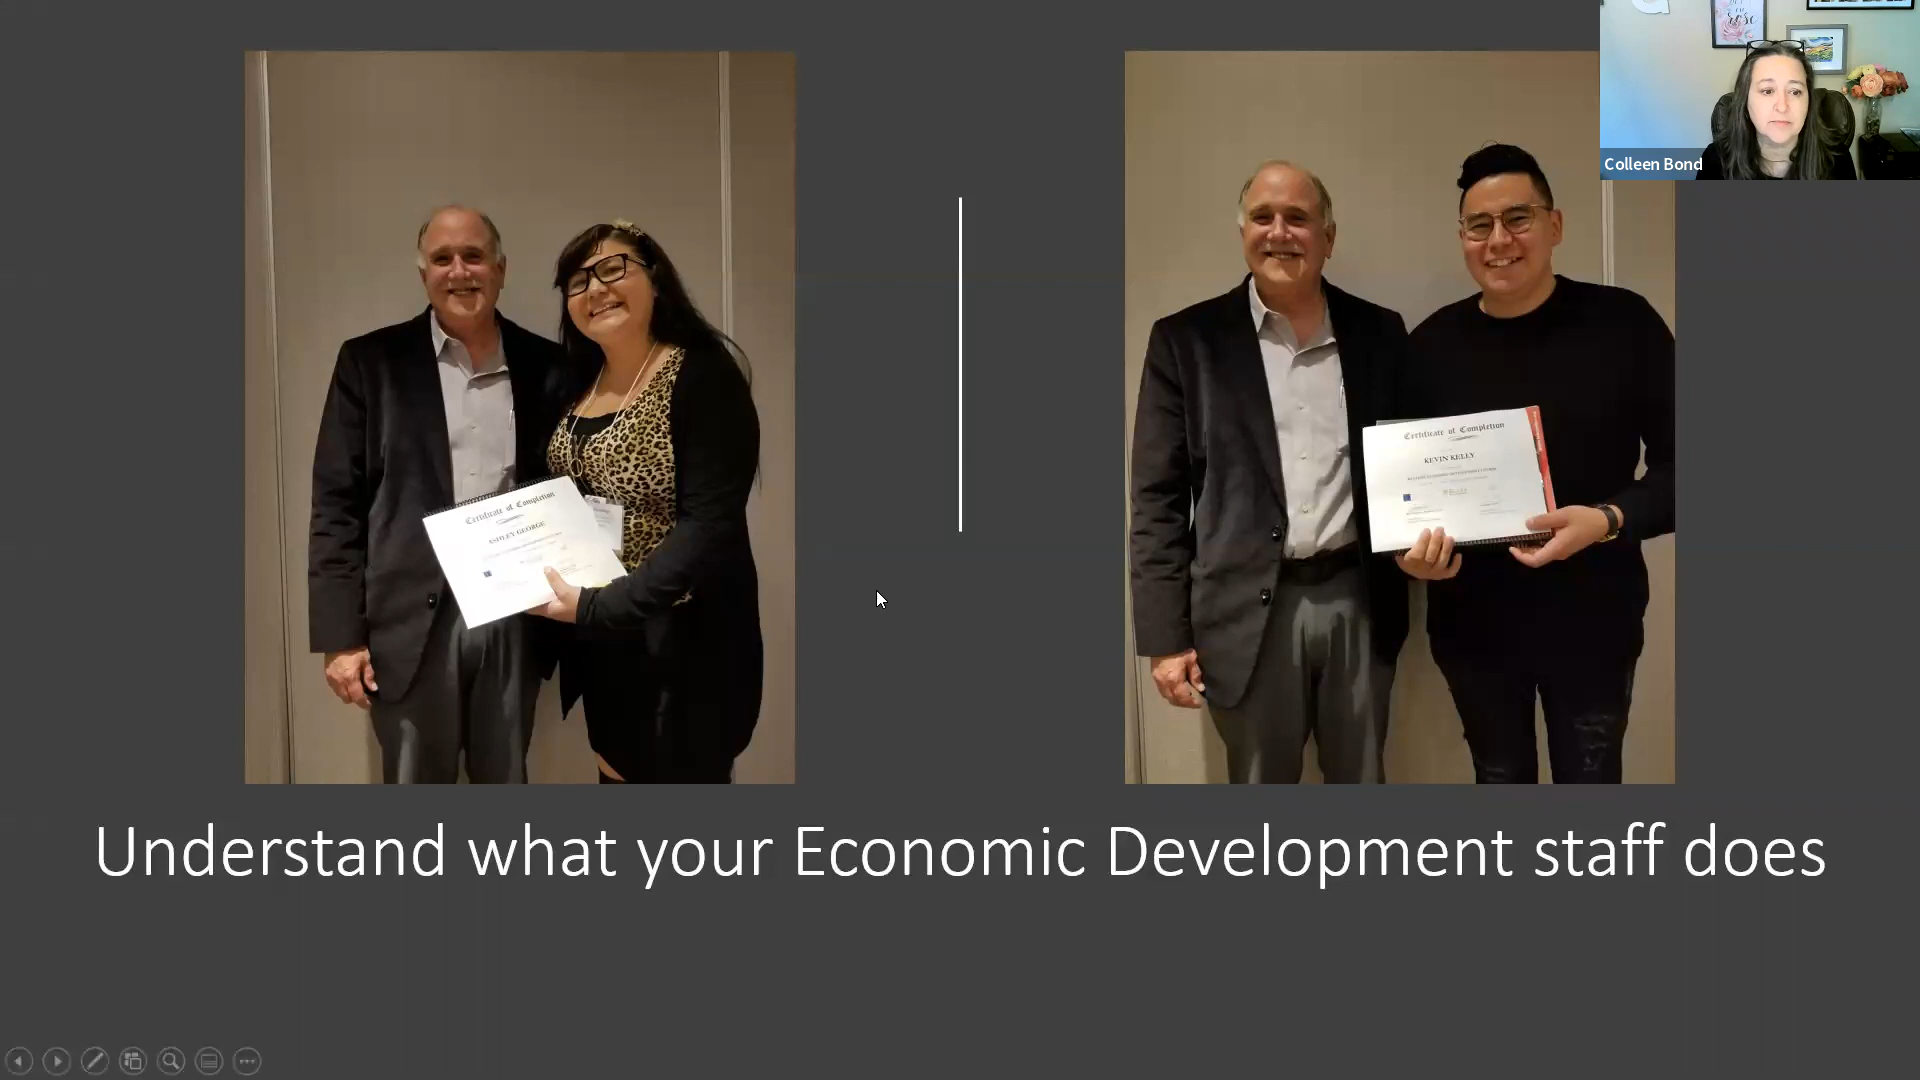 rose
Colleen Bond
Certificate of Completion
ASHLEY GEORGE
Certificate of Completion
KEVIN KELLY
Understand what your Economic Development staff does